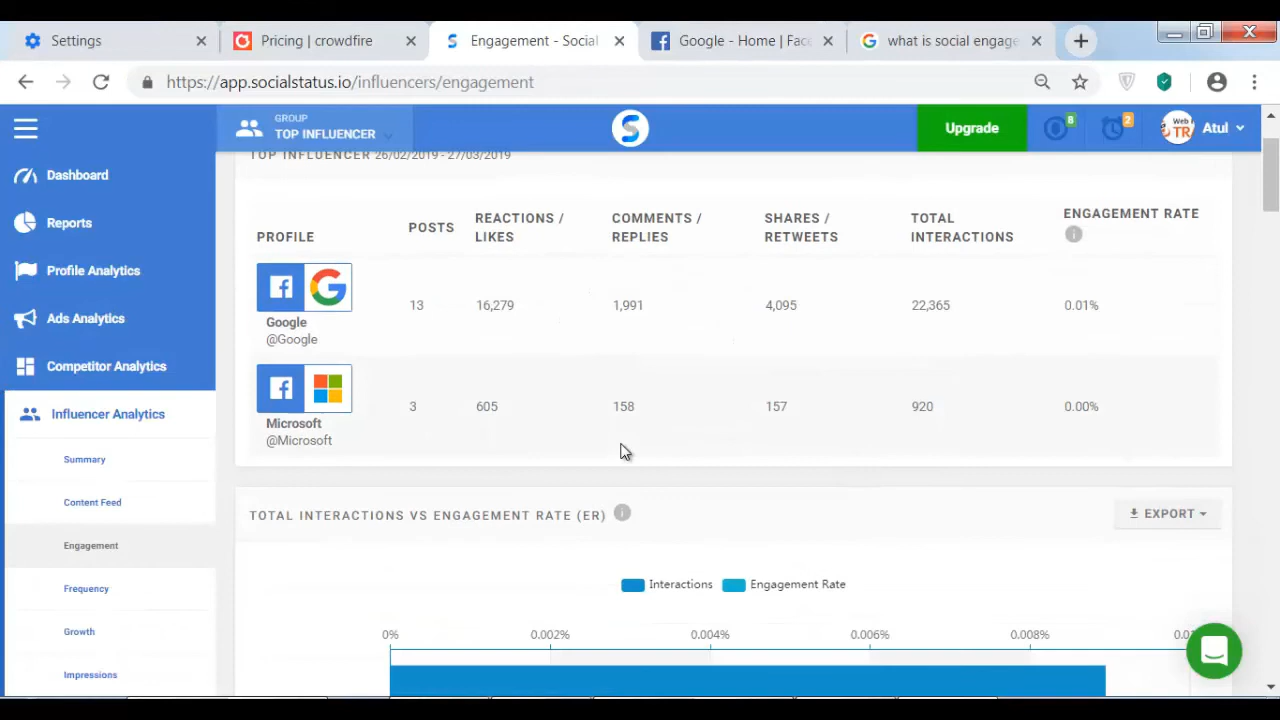 Settings
Pricing | crowdfire
Engagement - Social
Google - Home | Fac
what is social engage
https://app.socialstatus.io/influencers/engagement
GROUP
TOP INFLUENCER
Upgrade
8
2
Web
TR
Atul
Dashboard
Reports
Profile Analytics
Ads Analytics
Competitor Analytics
Influencer Analytics
Summary
Content Feed
Engagement
Frequency
Growth
Impressions
TOP INFLUENCER 26/02/2019 - 27/03/2019
PROFILE POSTS REACTIONS / LIKES COMMENTS / REPLIES SHARES / RETWEETS TOTAL INTERACTIONS ENGAGEMENT RATE
13 16,279 1,991 4,095 22,365 0.01%
Google
@Google
3 605 158 157 920 0.00%
Microsoft
@Microsoft
TOTAL INTERACTIONS VS ENGAGEMENT RATE (ER)
EXPORT
Interactions Engagement Rate
0% 0.002% 0.004% 0.006% 0.008%